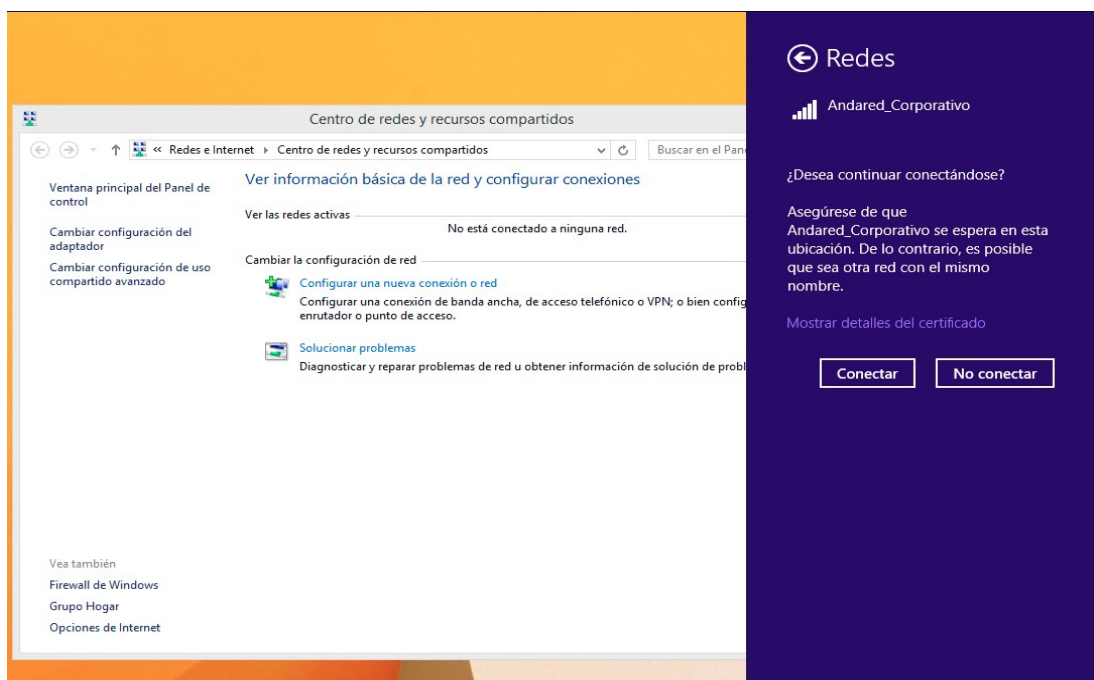 Centro de redes y recursos compartidos
« Redes e Internet › Centro de redes y recursos compartidos
Buscar en el Pan
Ventana principal del Panel de
control
Cambiar configuración del
adaptador
Cambiar configuración de uso
compartido avanzado
Ver información básica de la red y configurar conexiones
Ver las redes activas
No está conectado a ninguna red.
Cambiar la configuración de red
Configurar una nueva conexión o red
Configurar una conexión de banda ancha, de acceso telefónico o VPN; o bien config
enrutador o punto de acceso.
Solucionar problemas
Diagnosticar y reparar problemas de red u obtener información de solución de probl
Vea también
Firewall de Windows
Grupo Hogar
Opciones de Internet
Redes
Andared_Corporativo
¿Desea continuar conectándose?
Asegúrese de que
Andared_Corporativo se espera en esta
ubicación. De lo contrario, es posible
que sea otra red con el mismo
nombre.
Mostrar detalles del certificado
Conectar
No conectar